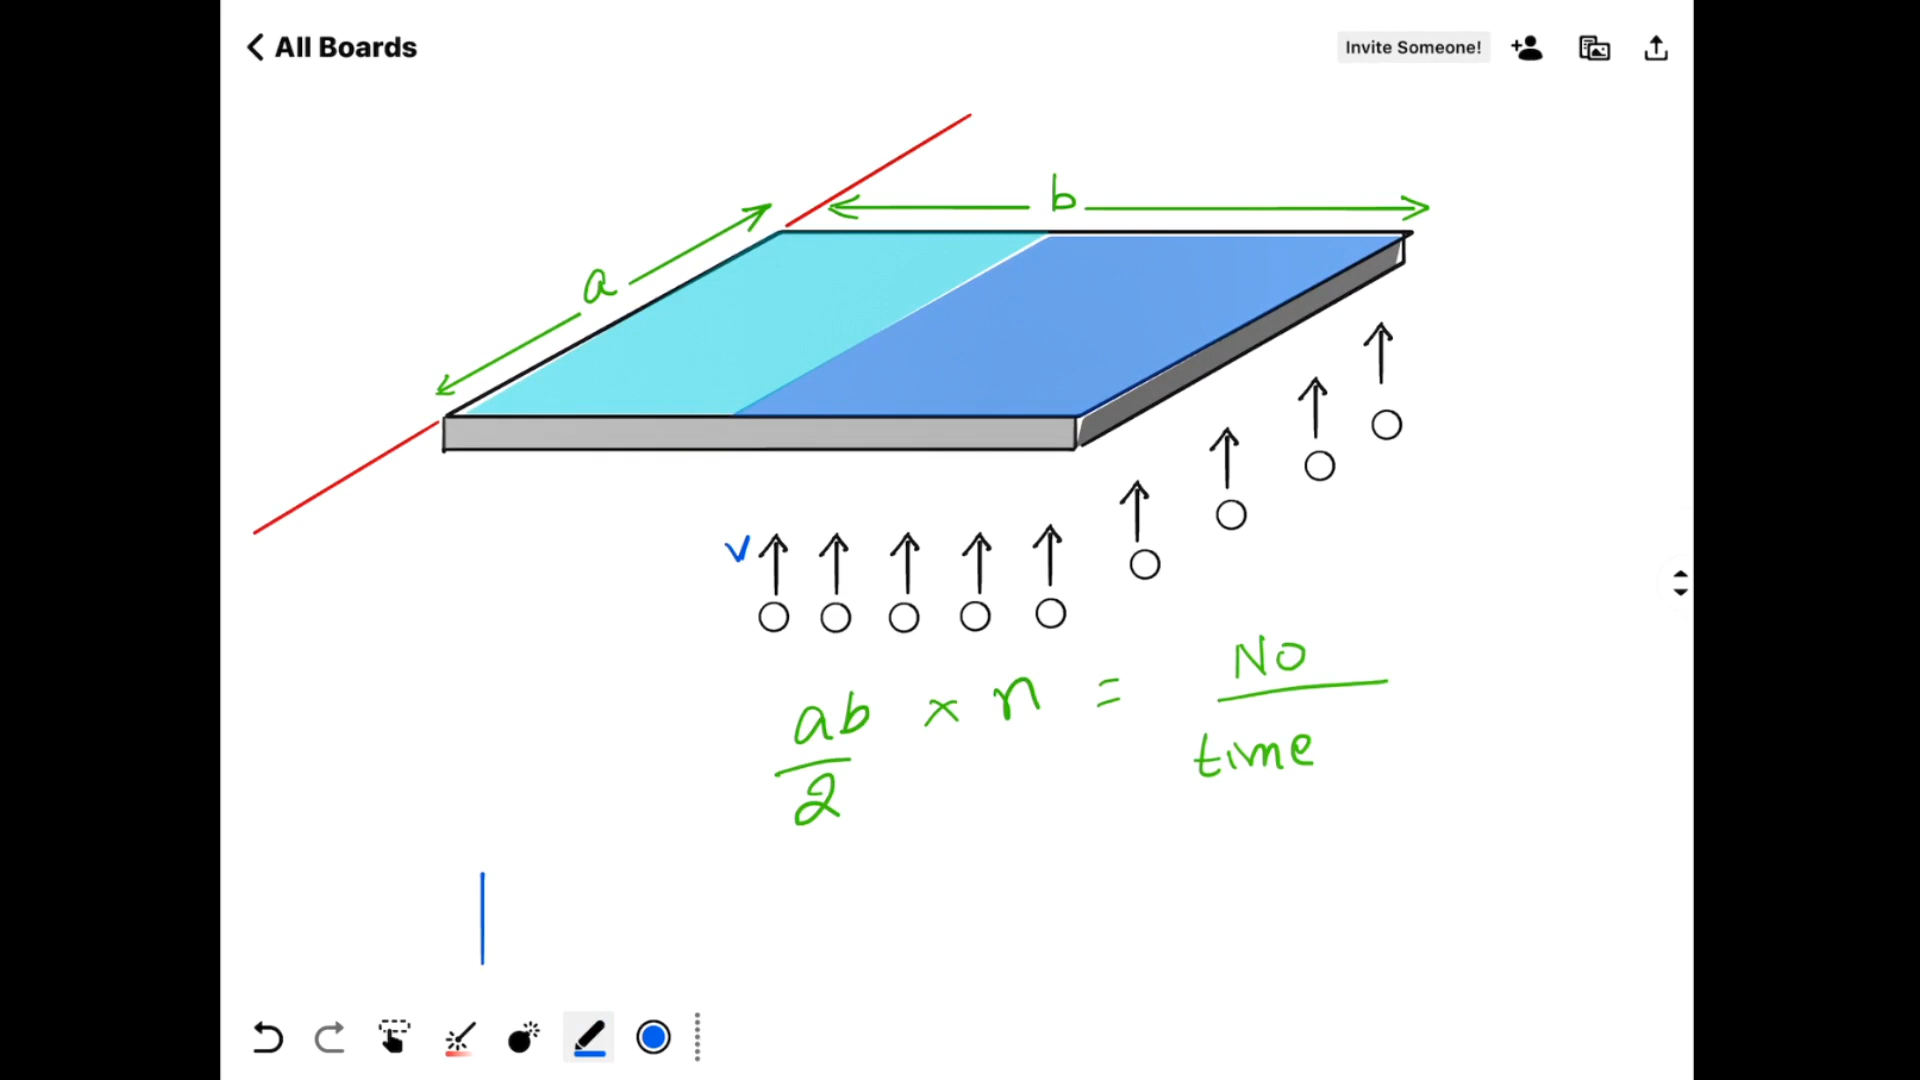 All Boards
Invite Someone!
b
a
v
ab/2 × n = NO/time